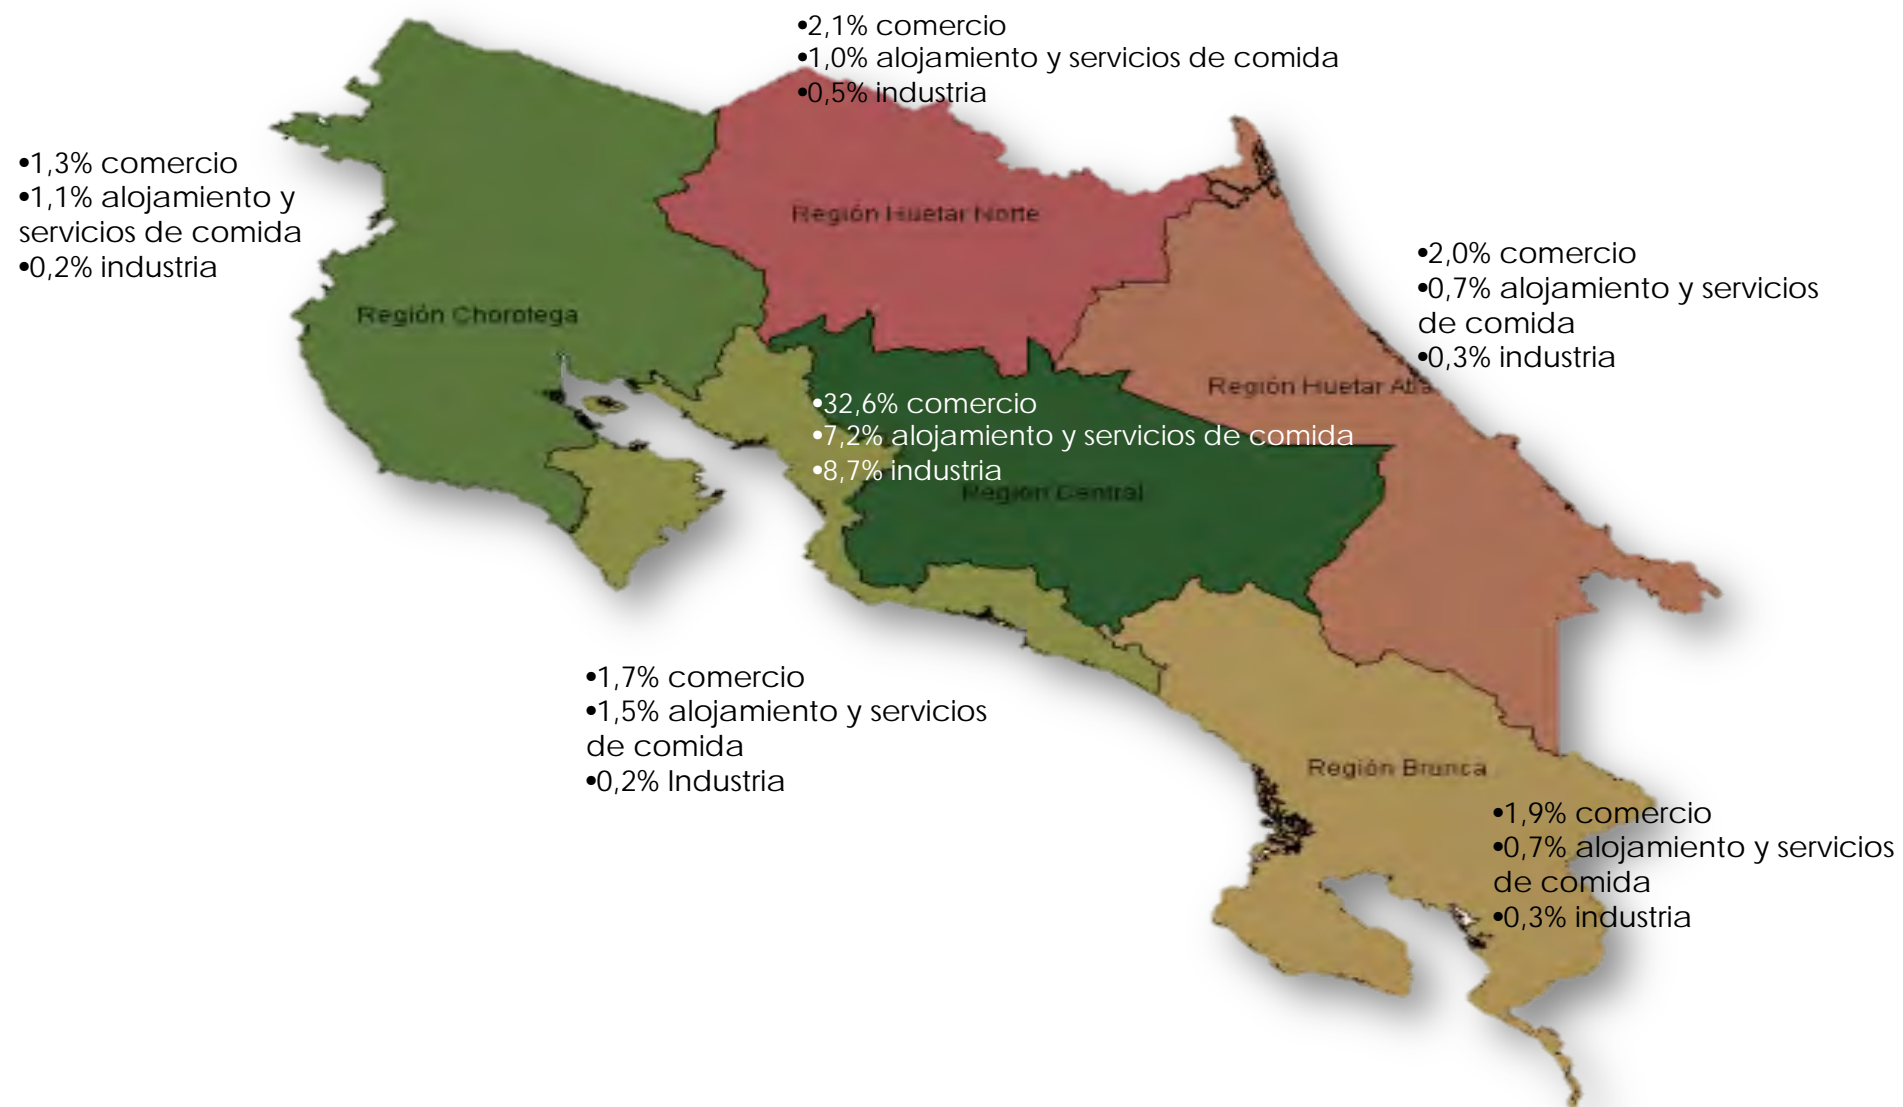 •2,1% comercio
•1,0% alojamiento y servicios de comida
•0,5% industria
•1,3% comercio
•1,1% alojamiento y
servicios de comida
•0,2% industria
Región Huetar Norte
•2,0% comercio
•0,7% alojamiento y servicios
de comida
•0,3% industria
Región Chorotega
Región Huetar
•32,6% comercio
•7,2% alojamiento y servicios de comida
•8,7% industria
Región Central
•1,7% comercio
•1,5% alojamiento y servicios
de comida
•0,2% Industria
Región Brunca
•1,9% comercio
•0,7% alojamiento y servicios
de comida
•0,3% industria